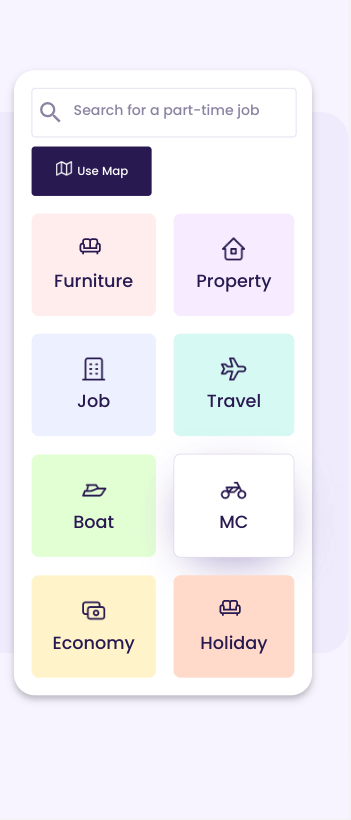 Search for a part-time job
Use Map
Furniture
Property
Job
Travel
Boat
MC
Economy
Holiday